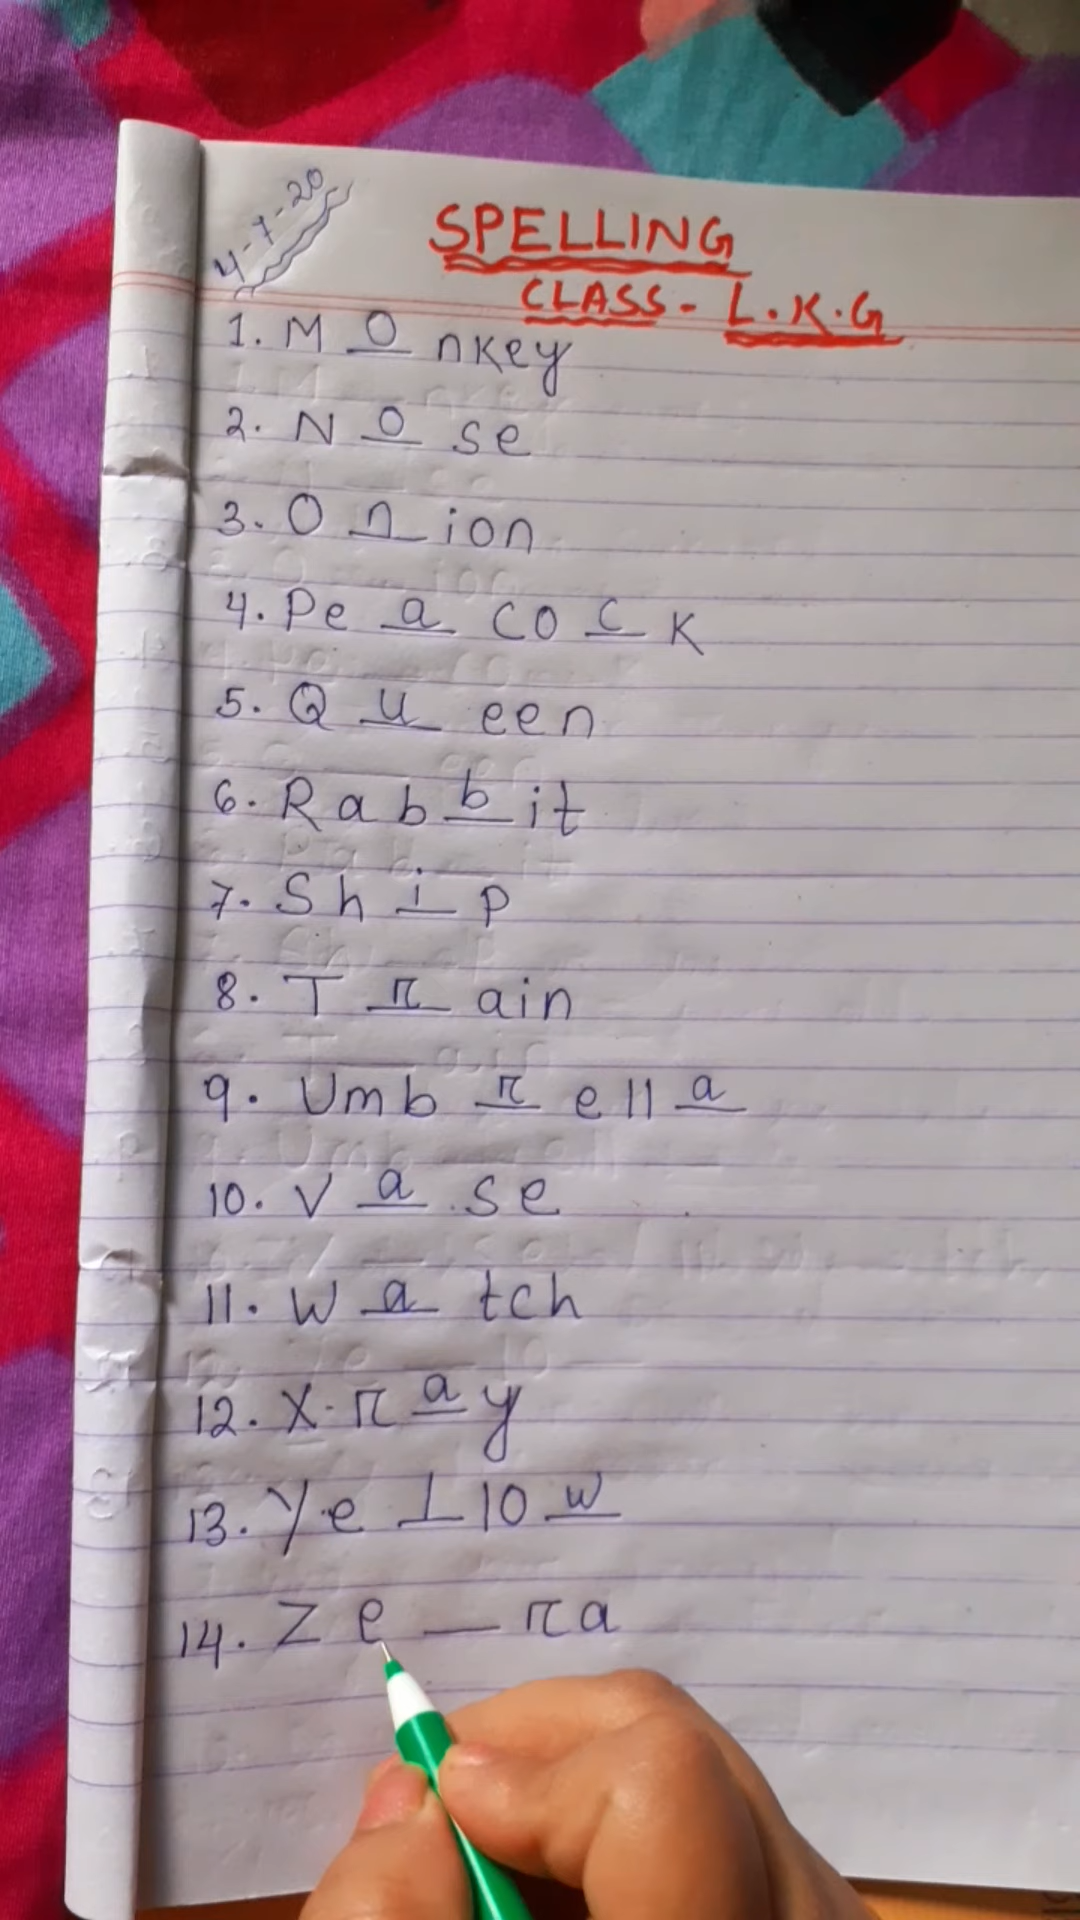 4-7-20
SPELLING
CLASS - L.K.G
1. M O nkey
2. N O se
3. O n ion
4. Pe a co c k
5. Q u een
6. Rab b it
7. Sh i p
8. T r ain
9. Umb r ell a
10. V a se
11. W a tch
12. X-r a y
13. Ye l lo w
14. Ze _ ra